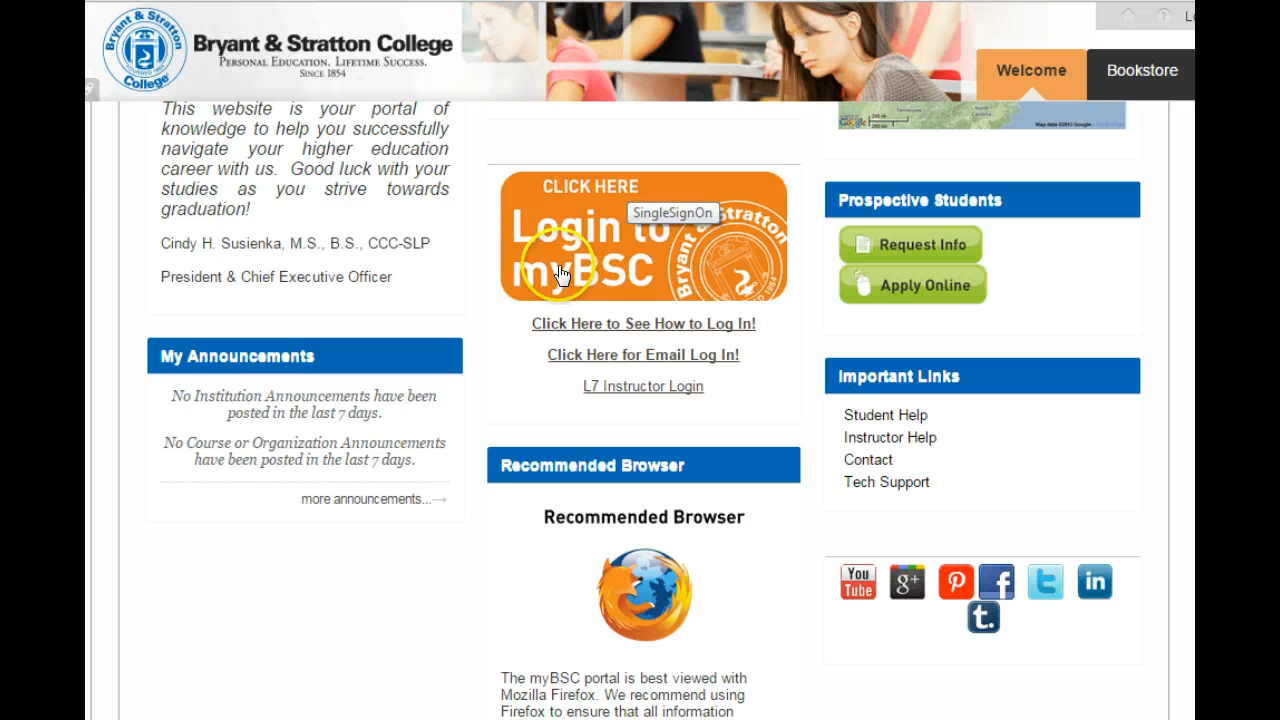 Bryant & Stratton College
PERSONAL EDUCATION. LIFETIME SUCCESS.
SINCE 1854
Bryant & Stratton
College
Welcome
Bookstore
This website is your portal of
knowledge to help you successfully
navigate your higher education
career with us. Good luck with your
studies as you strive towards
graduation!
Cindy H. Susienka, M.S., B.S., CCC-SLP
President & Chief Executive Officer
My Announcements
No Institution Announcements have been
posted in the last 7 days.
No Course or Organization Announcements
have been posted in the last 7 days.
more announcements...→
CLICK HERE
Login to
myBSC
SingleSignOn
Click Here to See How to Log In!
Click Here for Email Log In!
L7 Instructor Login
Recommended Browser
Recommended Browser
The myBSC portal is best viewed with
Mozilla Firefox. We recommend using
Firefox to ensure that all information
Prospective Students
Request Info
Apply Online
Important Links
Student Help
Instructor Help
Contact
Tech Support
You
Tube
g+
in
t.